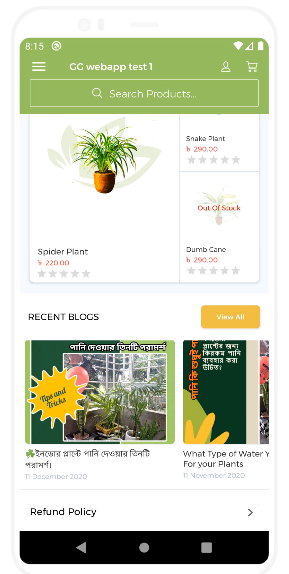 8:15
GG webapp test 1
Search Products...
Snake Plant
৳ 290.00
Out Of Stock
Spider Plant
৳ 220.00
Dumb Cane
৳ 290.00
RECENT BLOGS
View All
পানি দেওয়ার তিনটি পরামর্শ
Tips and
Tricks
পানি কি শুধুই প
প্লান্টের জন্য
কিরকম পানি
ব্যবহার করা
উচিত?
☘️ইনডোর প্লান্টে পানি দেওয়ার তিনটি
পরামর্শ।
11 December 2020
What Type of Water Y
For your Plants
11 November 2020
Refund Policy